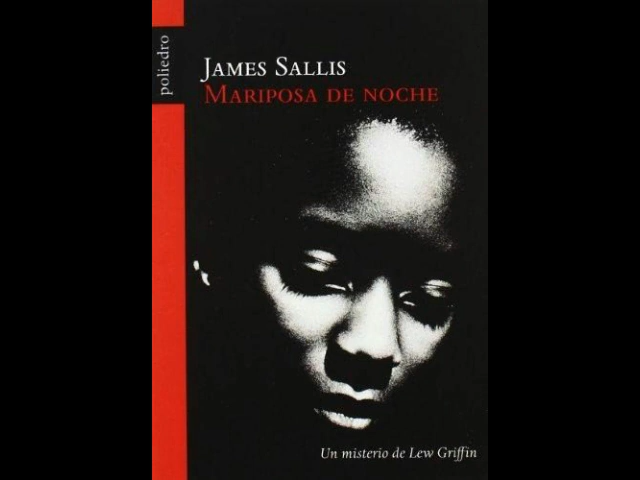 poliedro
JAMES SALLIS
MARIPOSA DE NOCHE
Un misterio de Lew Griffin